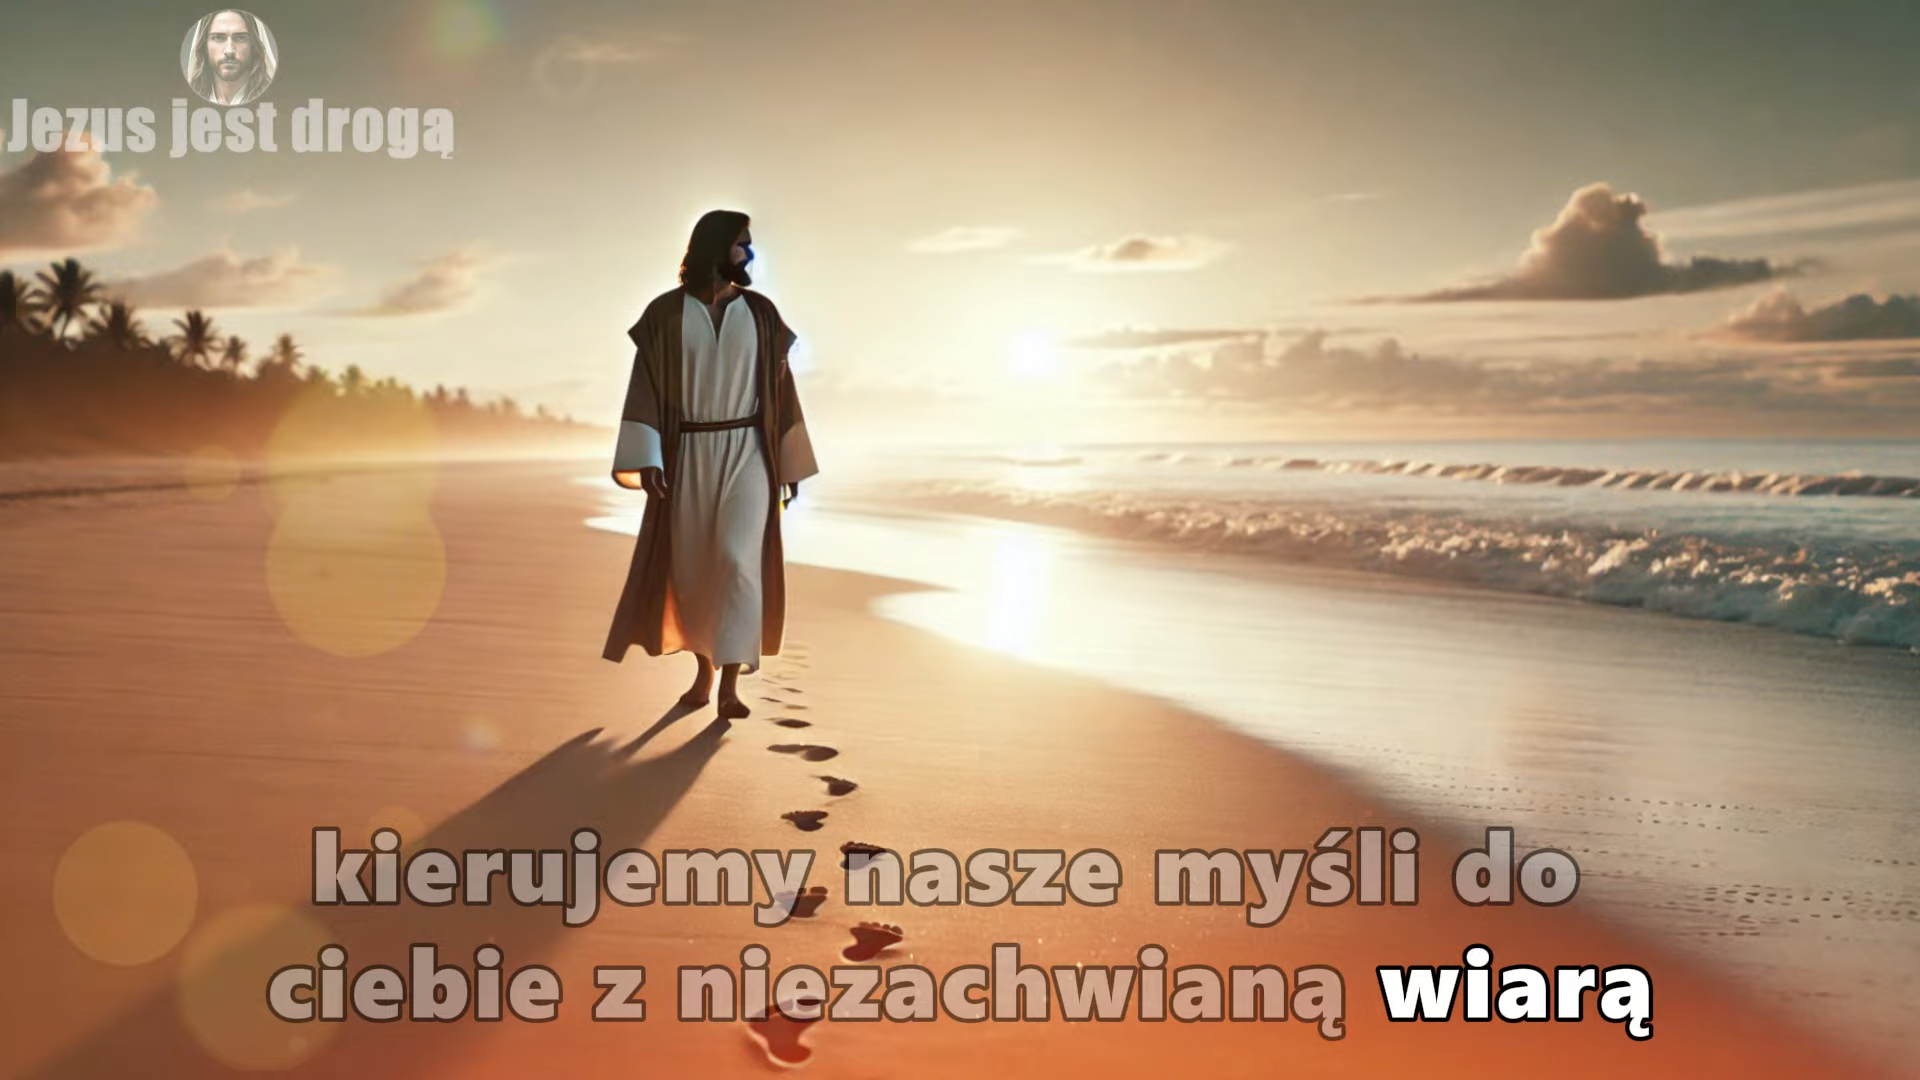 Jezus jest drogą
kierujemy nasze myśli do
ciebie z niezachwianą wiarą